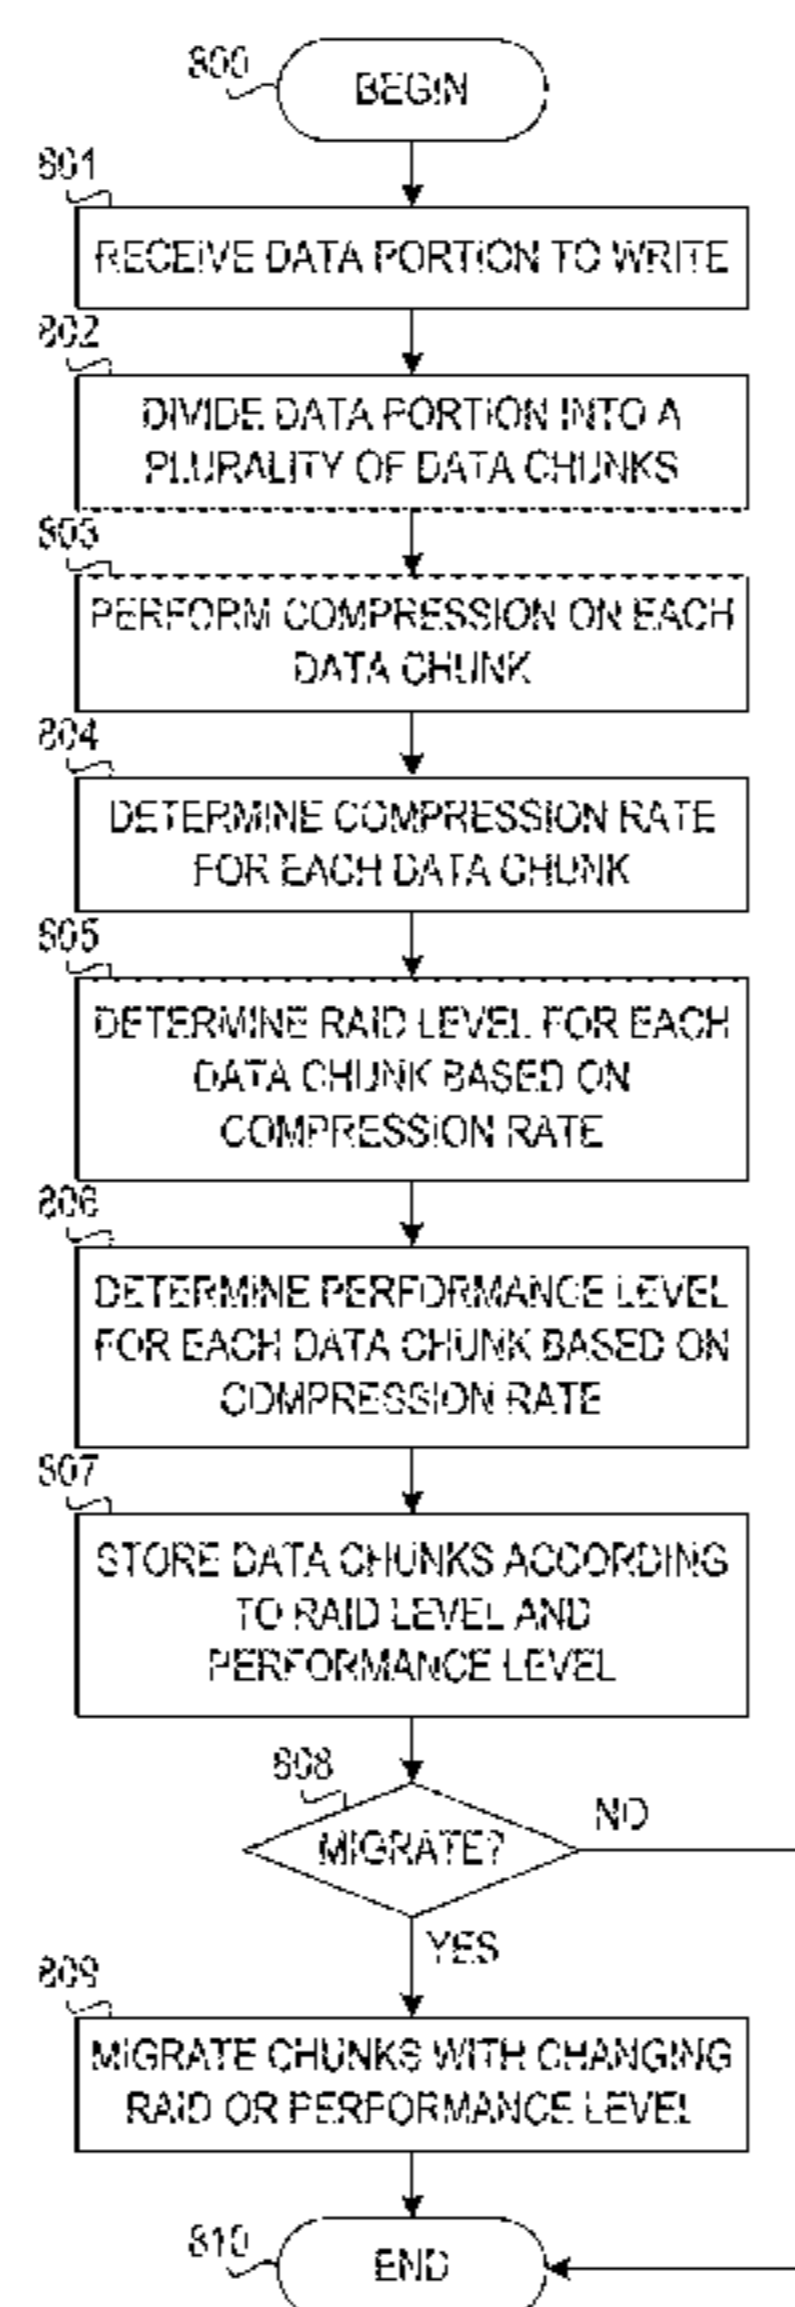 800
BEGIN
801
RECEIVE DATA PORTION TO WRITE
802
DIVIDE DATA PORTION INTO A
PLURALITY OF DATA CHUNKS
803
PERFORM COMPRESSION ON EACH
DATA CHUNK
804
DETERMINE COMPRESSION RATE
FOR EACH DATA CHUNK
805
DETERMINE RAID LEVEL FOR EACH
DATA CHUNK BASED ON
COMPRESSION RATE
806
DETERMINE PERFORMANCE LEVEL
FOR EACH DATA CHUNK BASED ON
COMPRESSION RATE
807
STORE DATA CHUNKS ACCORDING
TO RAID LEVEL AND
PERFORMANCE LEVEL
808
MIGRATE?
NO
YES
809
MIGRATE CHUNKS WITH CHANGING
RAID OR PERFORMANCE LEVEL
810
END